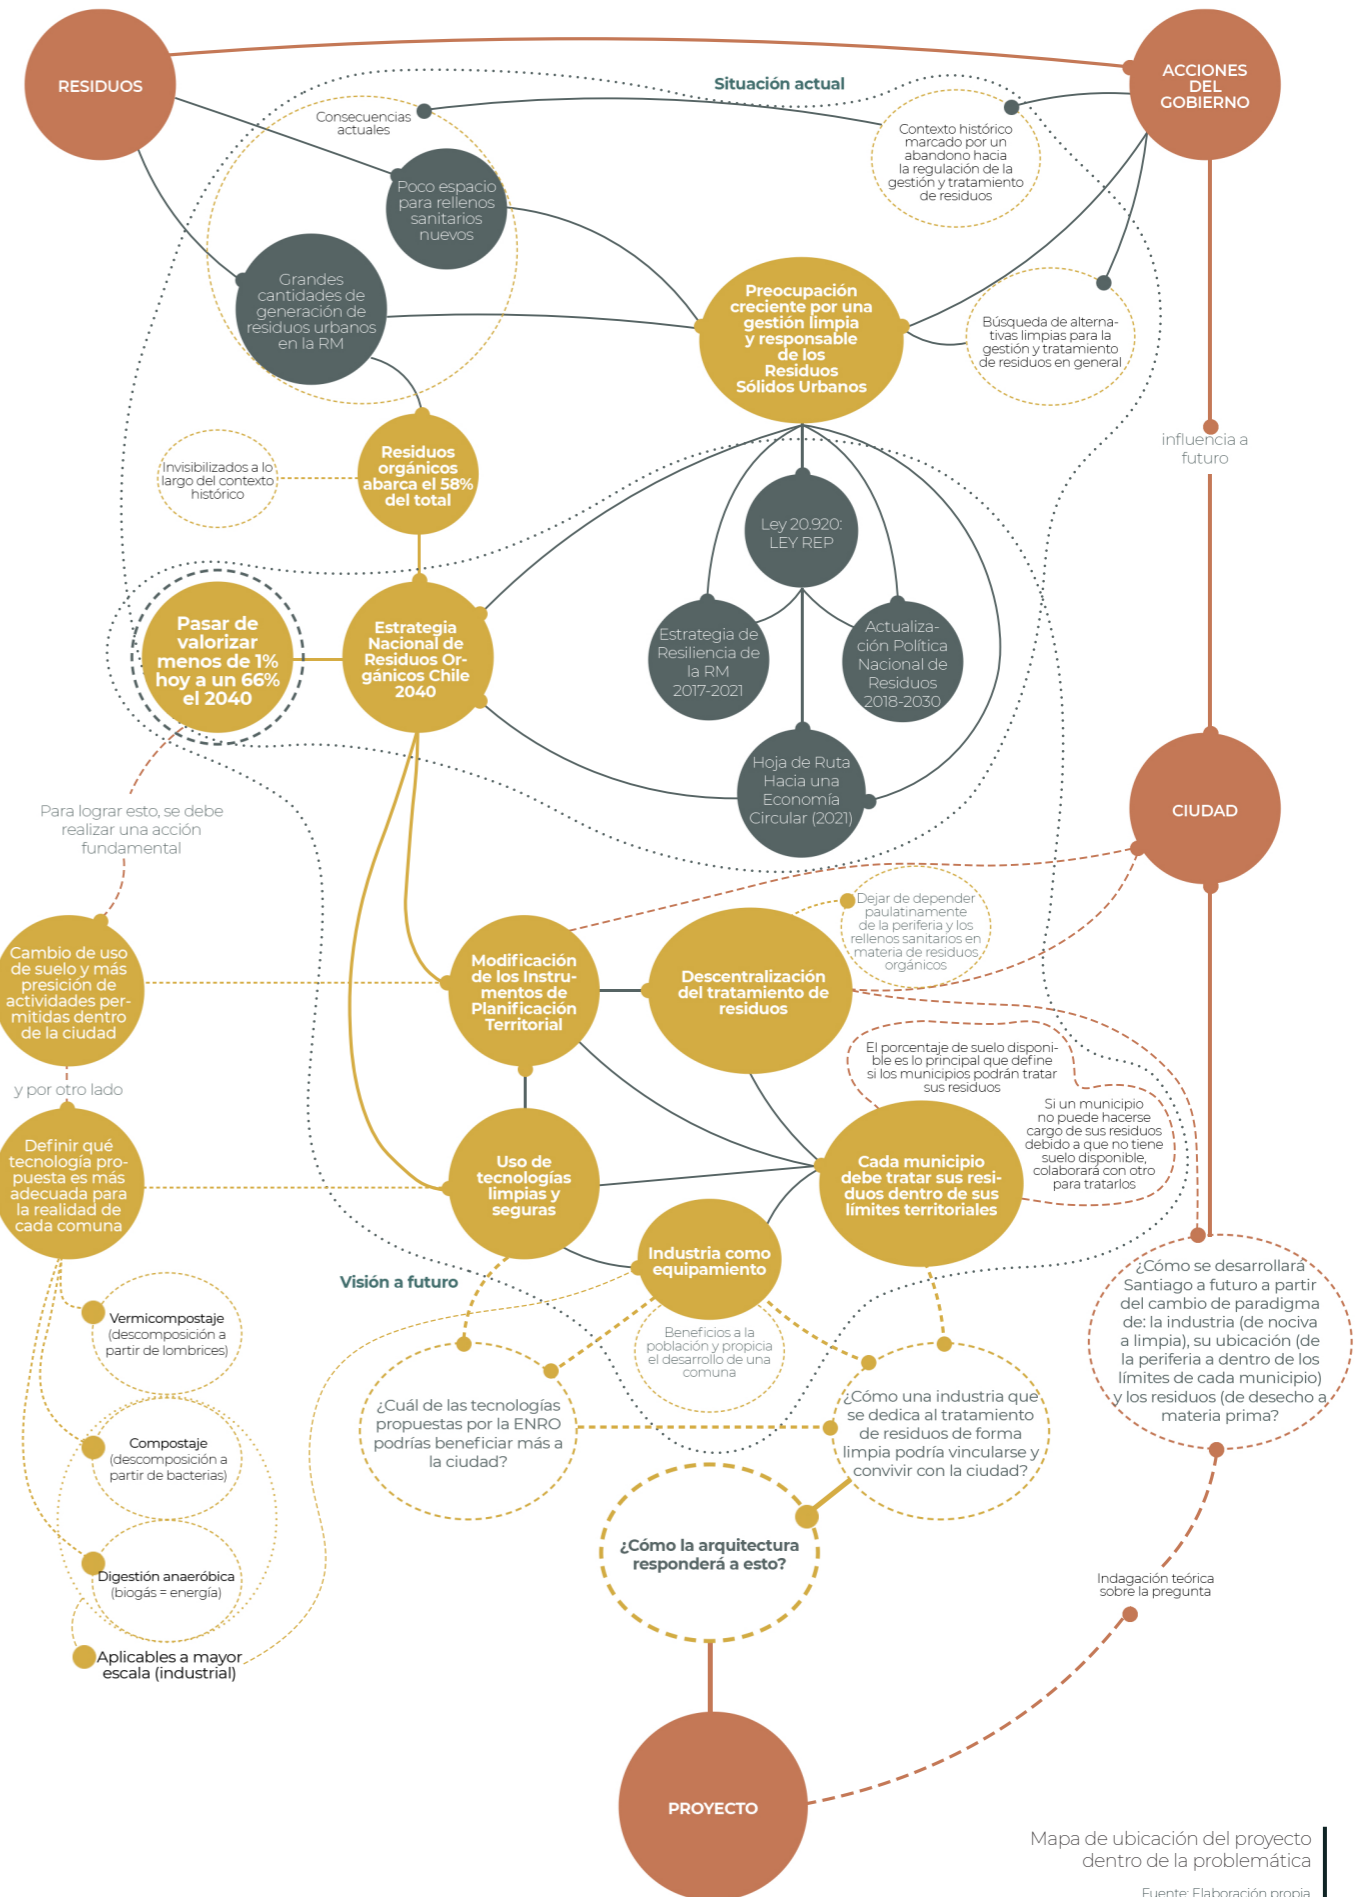 RESIDUOS
ACCIONES
DEL
GOBIERNO
Situación actual
Consecuencias
actuales
Contexto histórico
marcado por un
abandono hacia
la regulación de la
gestión y tratamiento
de residuos
Poco espacio
para rellenos
sanitarios
nuevos
Grandes
cantidades de
generación de
residuos urbanos
en la RM
Preocupación
creciente por una
gestión limpia
y responsable
de los
Residuos
Sólidos Urbanos
Búsqueda de alterna-
tivas limpias para la
gestión y tratamiento
de residuos en general
influencia a
futuro
Invisibilizados a lo
largo del contexto
histórico
Residuos
orgánicos
abarca el 58%
del total
Ley 20.920:
LEY REP
Pasar de
valorizar
menos de 1%
hoy a un 66%
el 2040
Estrategia
Nacional de
Residuos Or-
gánicos Chile
2040
Estrategia de
Resiliencia de
la RM
2017-2021
Actualiza-
ción Política
Nacional de
Residuos
2018-2030
Hoja de Ruta
Hacia una
Economía
Circular (2021)
CIUDAD
Para lograr esto, se debe
realizar una acción
fundamental
Cambio de uso
de suelo y más
presición de
actividades per-
mitidas dentro
de la ciudad
Modificación
de los Instru-
mentos de
Planificación
Territorial
Descentralización
del tratamiento de
residuos
Dejar de depender
paulatinamente
de la periferia y los
rellenos sanitarios en
materia de residuos
orgánicos
El porcentaje de suelo disponi-
ble es lo principal que define
si los municipios podrán tratar
sus residuos
y por otro lado
Si un municipio
no puede hacerse
cargo de sus residuos
debido a que no tiene
suelo disponible,
colaborará con otro
para tratarlos
Definir qué
tecnología pro-
puesta es más
adecuada para
la realidad de
cada comuna
Uso de
tecnologías
limpias y
seguras
Cada municipio
debe tratar sus resi-
duos dentro de sus
límites territoriales
Industria como
equipamiento
Visión a futuro
Beneficios a la
población y propicia
el desarrollo de una
comuna
¿Cómo se desarrollará
Santiago a futuro a partir
del cambio de paradigma
de: la industria (de nociva
a limpia), su ubicación (de
la periferia a dentro de los
límites de cada municipio)
y los residuos (de desecho a
materia prima?
Vermicompostaje
(descomposición a
partir de lombrices)
¿Cuál de las tecnologías
propuestas por la ENRO
podrías beneficiar más a
la ciudad?
¿Cómo una industria que
se dedica al tratamiento
de residuos de forma
limpia podría vincularse y
convivir con la ciudad?
Compostaje
(descomposición a
partir de bacterias)
¿Cómo la arquitectura
responderá a esto?
Digestión anaeróbica
(biogás = energía)
Indagación teórica
sobre la pregunta
Aplicables a mayor
escala (industrial)
PROYECTO
Mapa de ubicación del proyecto
dentro de la problemática
Fuente: Elaboración propia